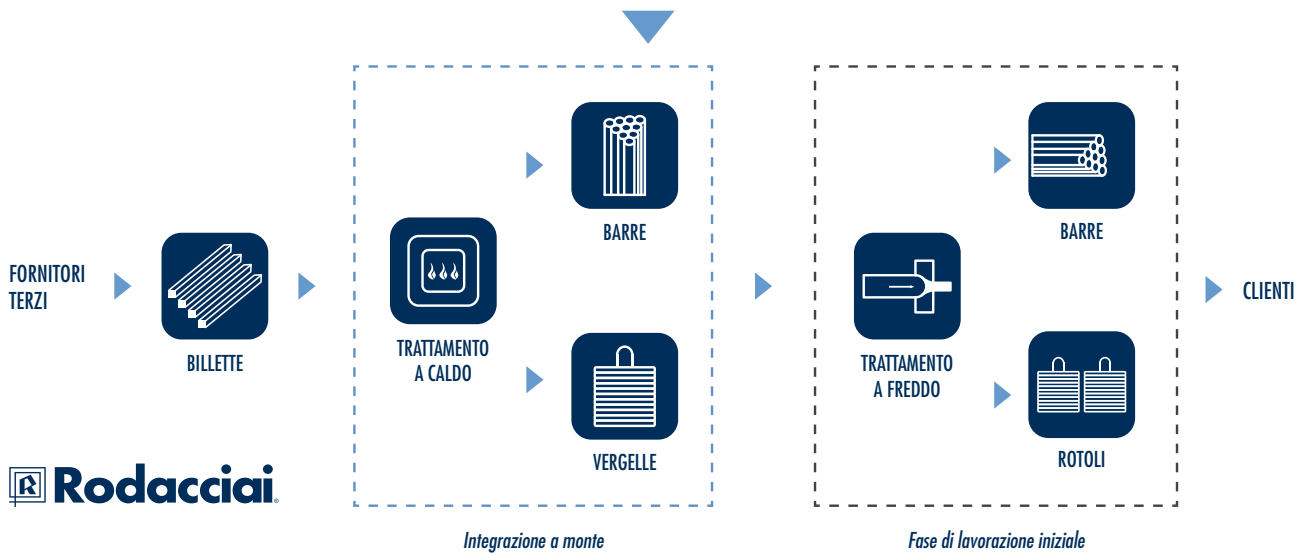 FORNITORI
TERZI
BILLETTE
TRATTAMENTO
A CALDO
BARRE
VERGELLE
TRATTAMENTO
A FREDDO
BARRE
ROTOLI
CLIENTI
R Rodacciai
Integrazione a monte
Fase di lavorazione iniziale